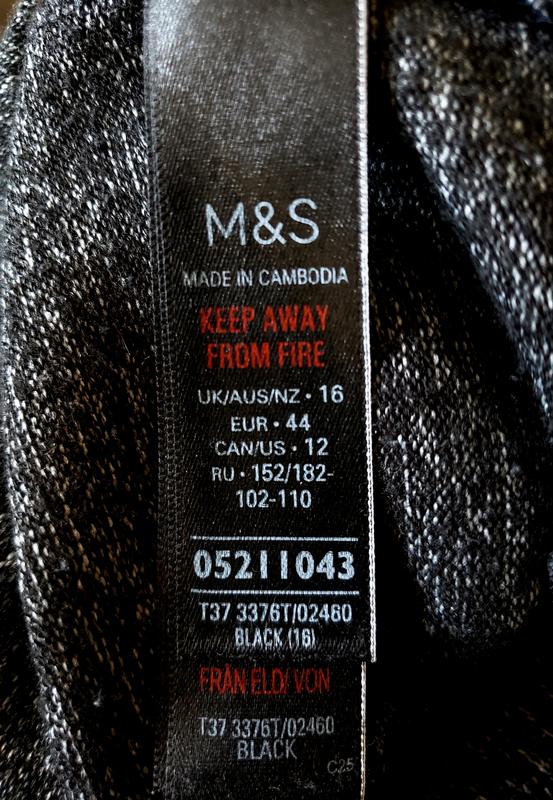 M&S
MADE IN CAMBODIA
KEEP AWAY
FROM FIRE
UK/AUS/NZ • 16
EUR • 44
CAN/US • 12
RU • 152/182-
102-110
05211043
T37 3376T/02460
BLACK (16)
FRÅN ELD/ VON
T37 3376T/02460
BLACK
C25